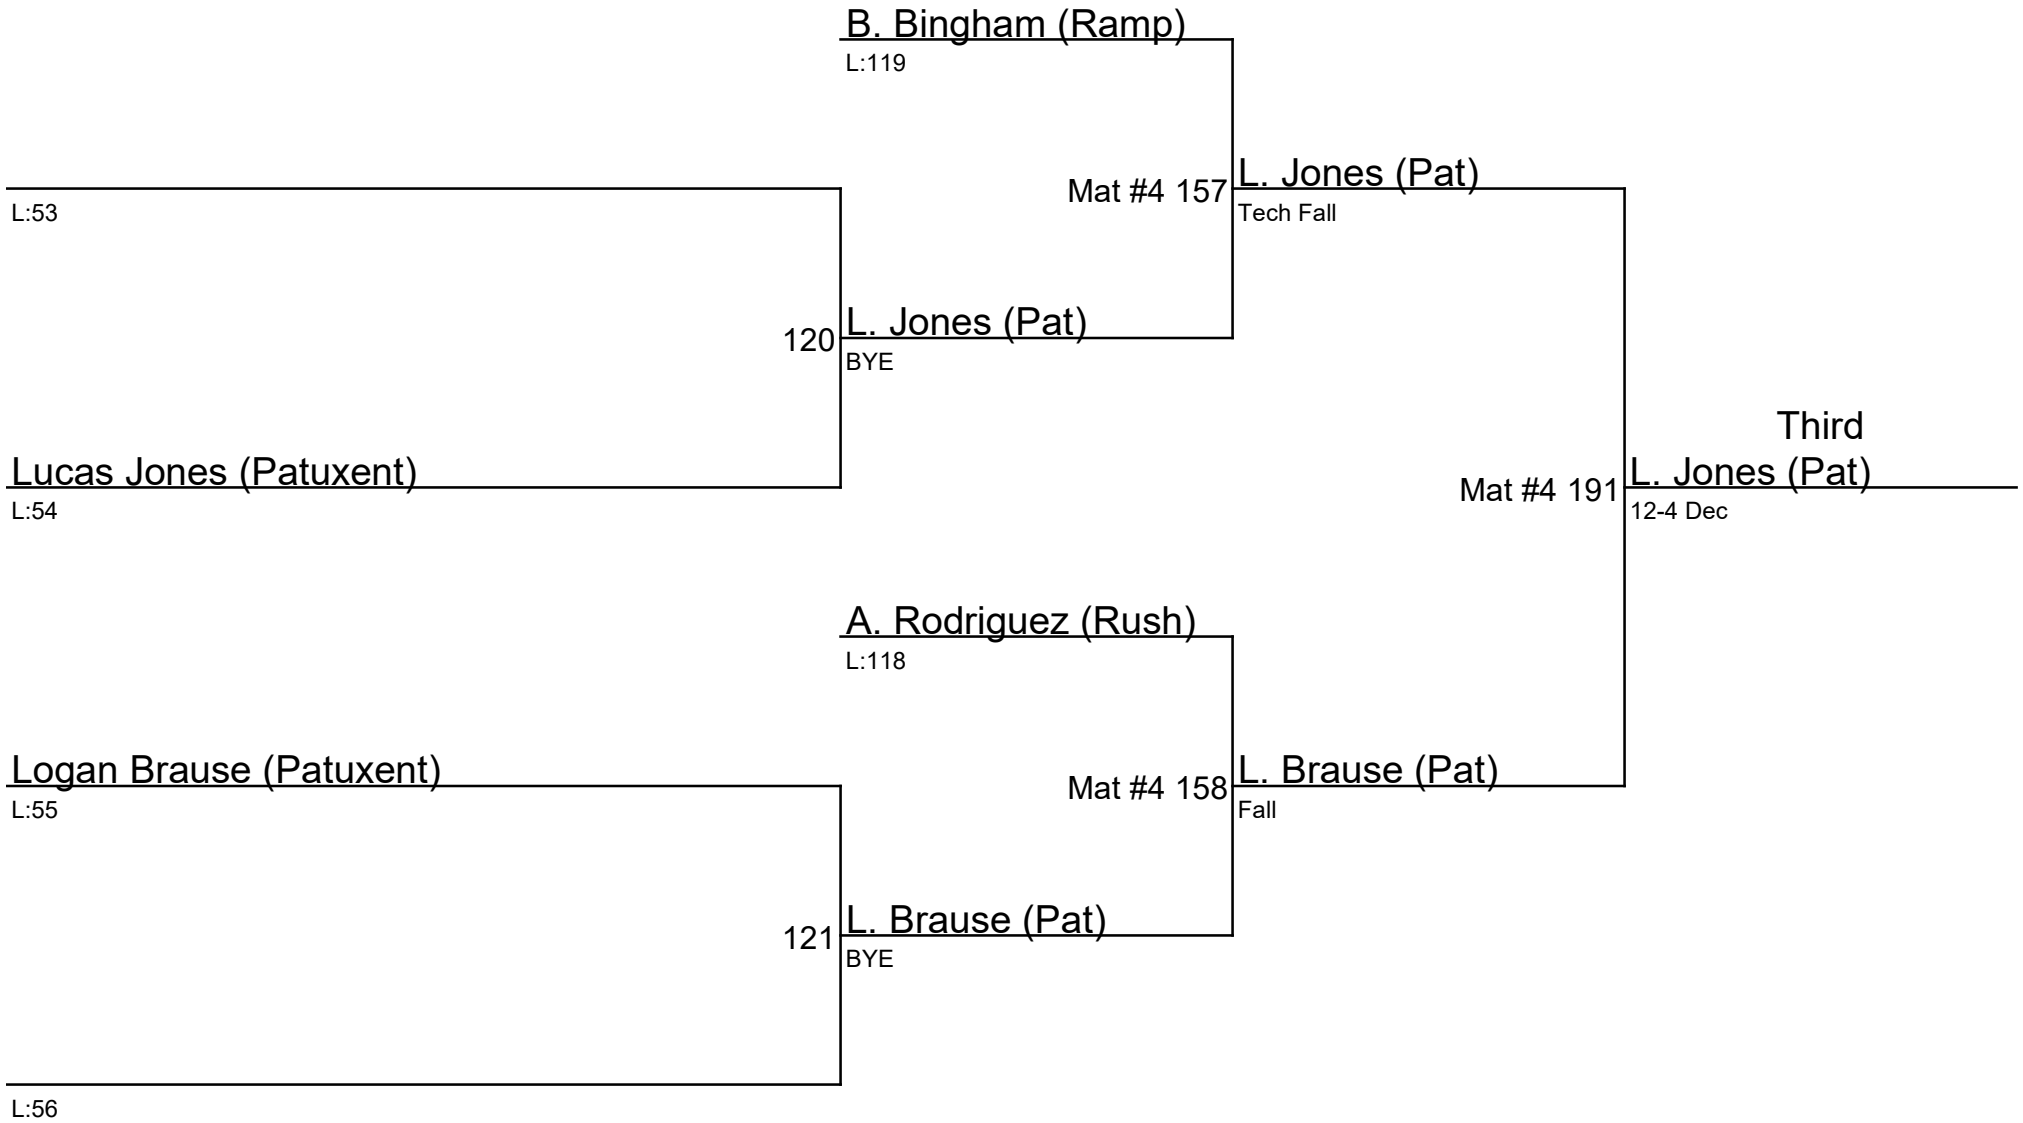 B. Bingham (Ramp)
L:119
Mat #4 157
L. Jones (Pat)
Tech Fall
L:53
120
L. Jones (Pat)
BYE
Third
Lucas Jones (Patuxent)
L:54
Mat #4 191
L. Jones (Pat)
12-4 Dec
A. Rodriguez (Rush)
L:118
Logan Brause (Patuxent)
L:55
Mat #4 158
L. Brause (Pat)
Fall
121
L. Brause (Pat)
BYE
L:56